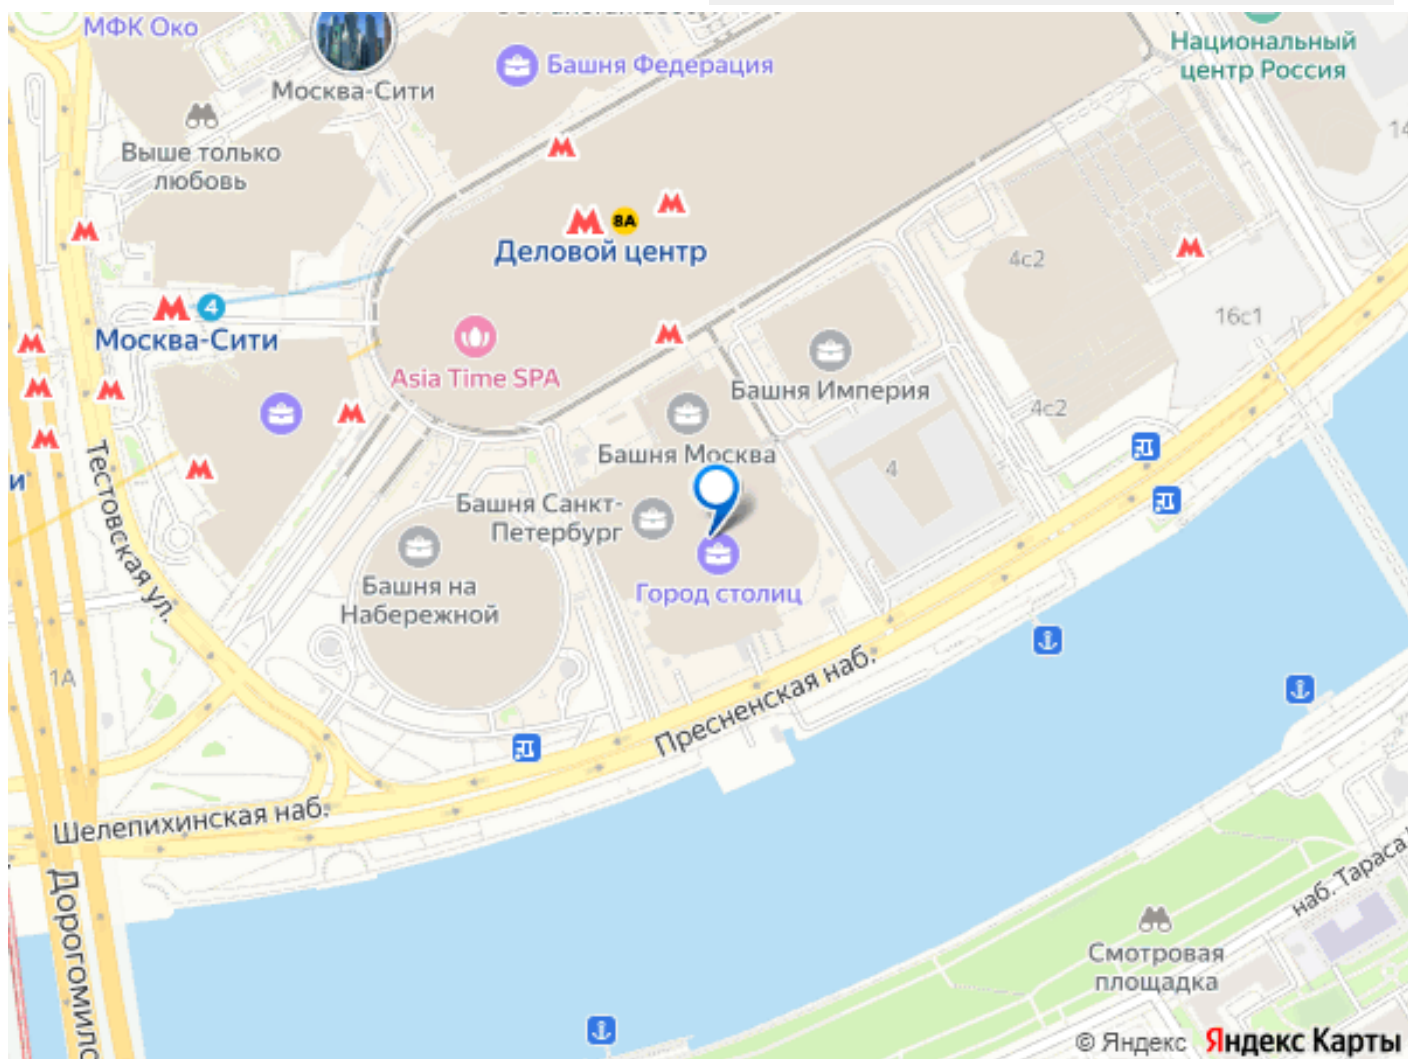 МФК Око
Башня Федерация
Национальный
центр Россия
Москва-Сити
14
Выше только
любовь
8А
Деловой центр
4с2
4
Москва-Сити
16с1
Asia Time SPA
Башня Империя
4с2
Башня Москва
4
и
Тестовская ул.
Башня Санкт-
Петербург
Башня на
Набережной
Город столиц
1А
Пресненская наб.
Шелепихинская наб.
Дорогомило
наб. Тараса
Смотровая
площадка
© Яндекс Яндекс Карты